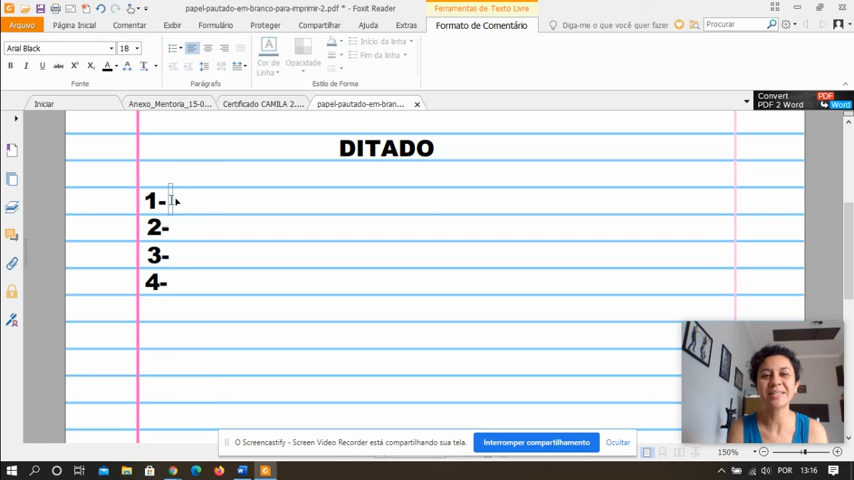 papel-pautado-em-branco-para-imprimir-2.pdf * - Foxit Reader
Ferramentas de Texto Livre
Arquivo Página Inicial Comentar Exibir Formulário Proteger Compartilhar Ajuda Extras Formato de Comentário Diga-me o que você quer fazer Procurar
Arial Black 18
Cor de Linha
Opacidade
Início da linha
Fim da linha
Fonte Parágrafo Estilo de Forma
Iniciar Anexo_Mentoria_15-0... Certificado CAMILA 2.... papel-pautado-em-bran...
Convert PDF
PDF 2 Word Word
DITADO
1-
2-
3-
4-
O Screencastify - Screen Video Recorder está compartilhando sua tela. Interromper compartilhamento Ocultar
150%
POR 13:16